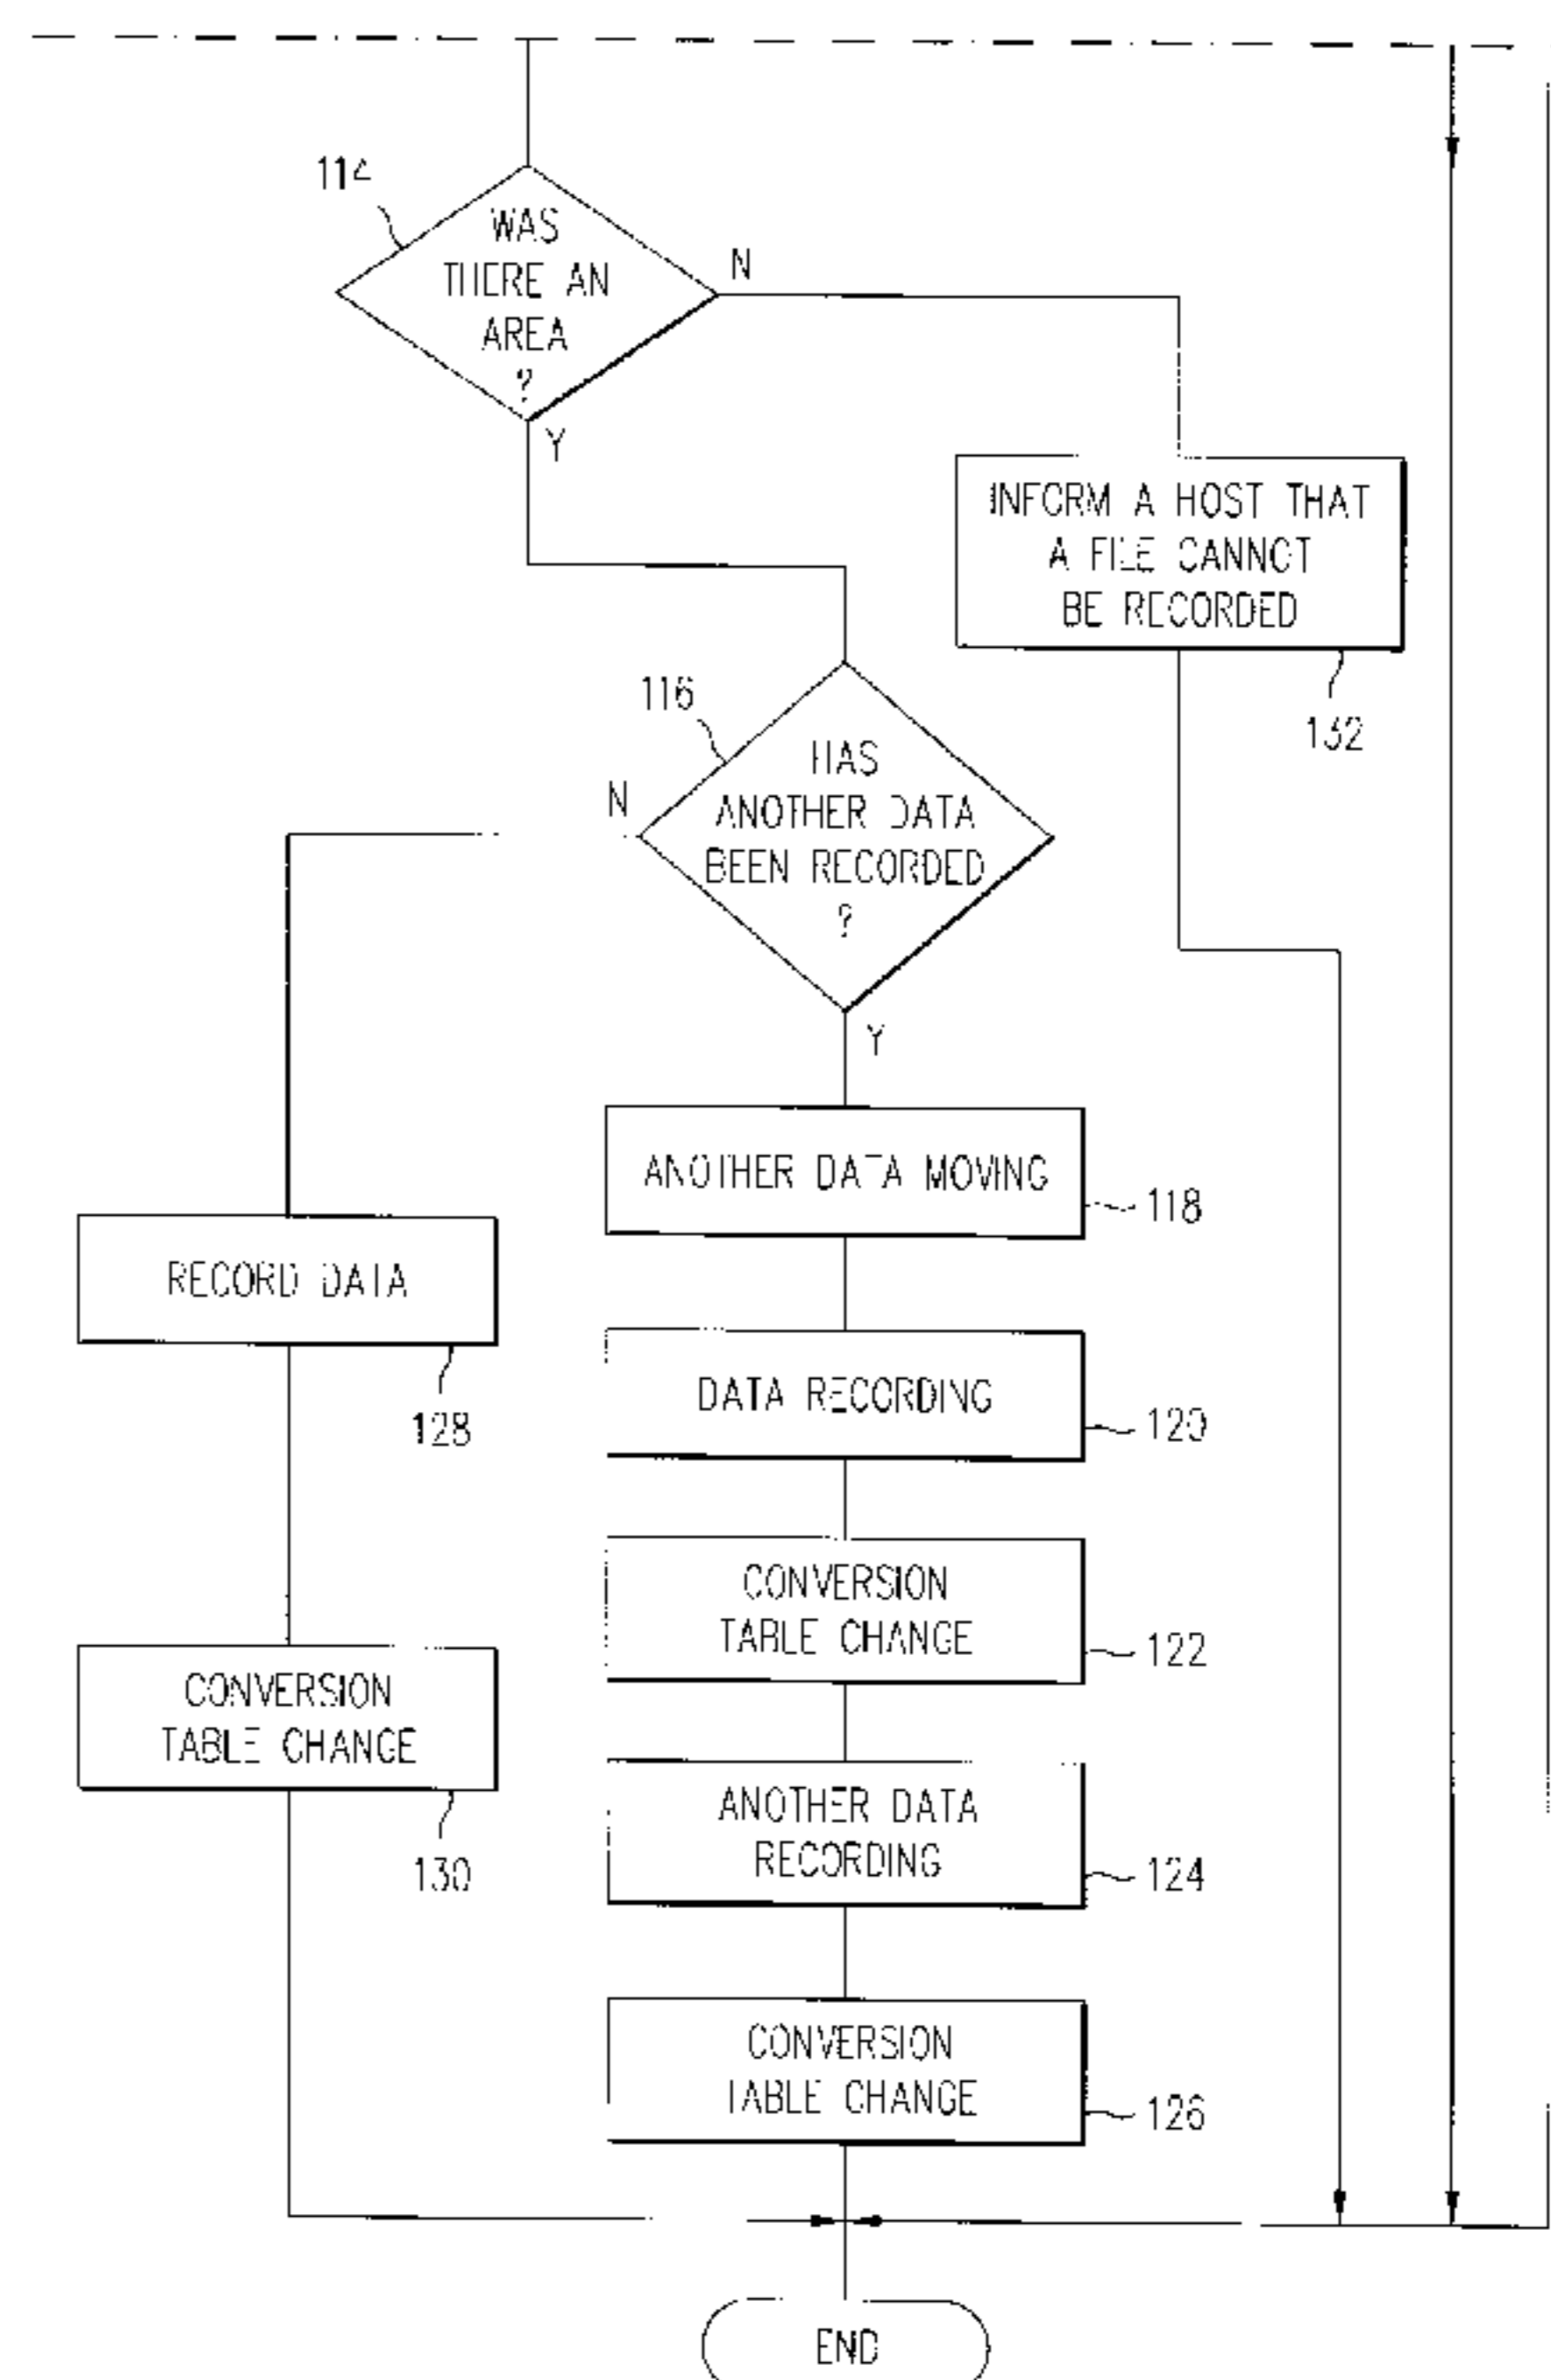 114
WAS
THERE AN
AREA
?
N
Y
INFORM A HOST THAT
A FILE CANNOT
BE RECORDED
132
116
HAS
ANOTHER DATA
BEEN RECORDED
?
N
Y
ANOTHER DATA MOVING
118
RECORD DATA
128
DATA RECORDING
120
CONVERSION
TABLE CHANGE
122
CONVERSION
TABLE CHANGE
130
ANOTHER DATA
RECORDING
124
CONVERSION
TABLE CHANGE
126
END